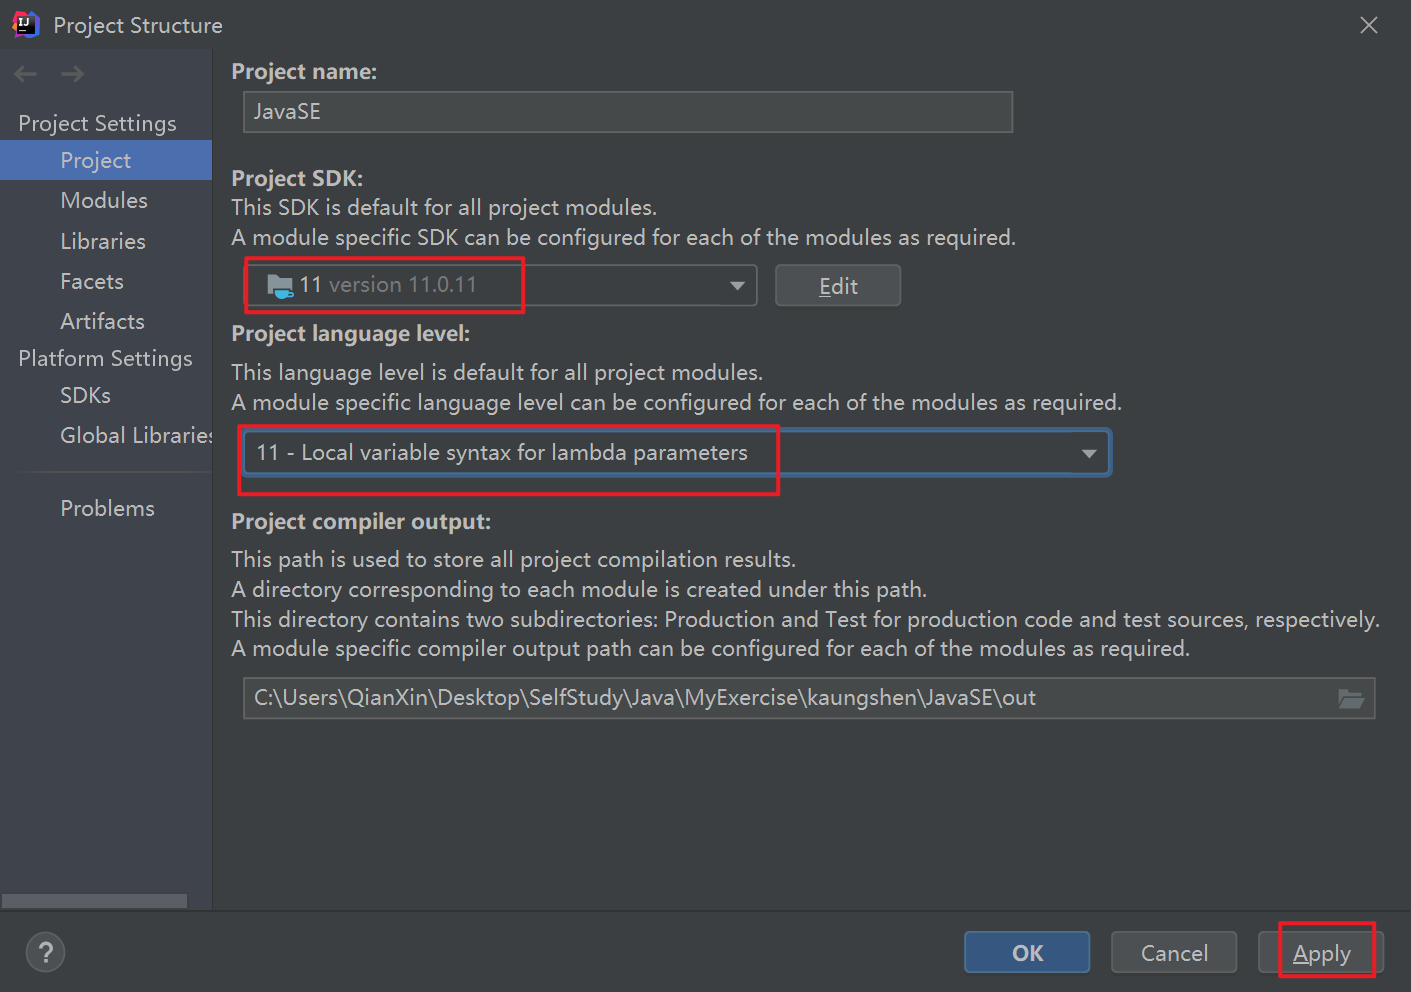 Project Structure
Project Settings
Project
Modules
Libraries
Facets
Artifacts
Platform Settings
SDKs
Global Libraries
Problems
Project name:
JavaSE
Project SDK:
This SDK is default for all project modules.
A module specific SDK can be configured for each of the modules as required.
11 version 11.0.11
Edit
Project language level:
This language level is default for all project modules.
A module specific language level can be configured for each of the modules as required.
11 - Local variable syntax for lambda parameters
Project compiler output:
This path is used to store all project compilation results.
A directory corresponding to each module is created under this path.
This directory contains two subdirectories: Production and Test for production code and test sources, respectively.
A module specific compiler output path can be configured for each of the modules as required.
C:\Users\QianXin\Desktop\SelfStudy\Java\MyExercise\kaungshen\JavaSE\out
?
OK
Cancel
Apply